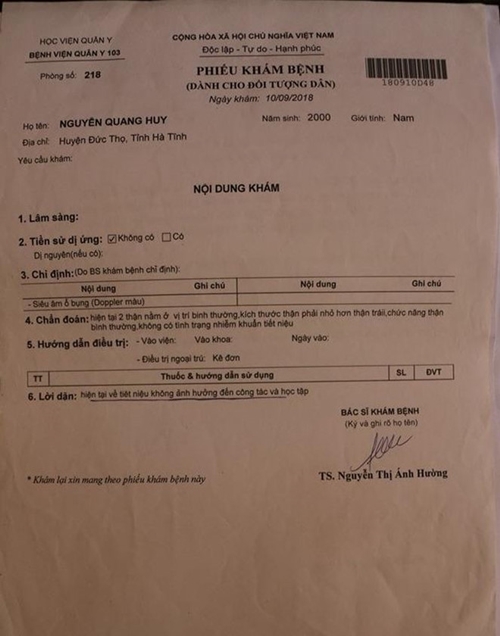 HỌC VIỆN QUÂN Y
BỆNH VIỆN QUÂN Y 103
Phòng số: 218
CỘNG HÒA XÃ HỘI CHỦ NGHĨA VIỆT NAM
Độc lập - Tự do - Hạnh phúc
PHIẾU KHÁM BỆNH
(DÀNH CHO ĐỐI TƯỢNG DÂN)
Ngày khám: 10/09/2018
180910048
Họ tên: NGUYỄN QUANG HUY Năm sinh: 2000 Giới tính: Nam
Địa chỉ: Huyện Đức Thọ, Tỉnh Hà Tĩnh
Yêu cầu khám:
NỘI DUNG KHÁM
1. Lâm sàng:
2. Tiền sử dị ứng: ☑Không có ☐Có
Dị nguyên(nếu có):
3. Chỉ định:(Do BS khám bệnh chỉ định):
Nội dung Ghi chú Nội dung Ghi chú
- Siêu âm ổ bụng (Doppler màu)
4. Chẩn đoán: hiện tại 2 thận nằm ở vị trí bình thường,kích thước thận phải nhỏ hơn thận tráii,chức năng thận
bình thường,không có tình trạng nhiễm khuẩn tiết niệu
5. Hướng dẫn điều trị: - Vào viện: Vào khoa: Ngày vào:
- Điều trị ngoại trú: Kê đơn
TT Thuốc & hướng dẫn sử dụng SL ĐVT
6. Lời dặn: hiện tại về tiết niệu không ảnh hưởng đến công tác và học tập
BÁC SĨ KHÁM BỆNH
(Ký và ghi rõ họ tên)
TS. Nguyễn Thị Ánh Hường
* Khám lại xin mang theo phiếu khám bệnh này